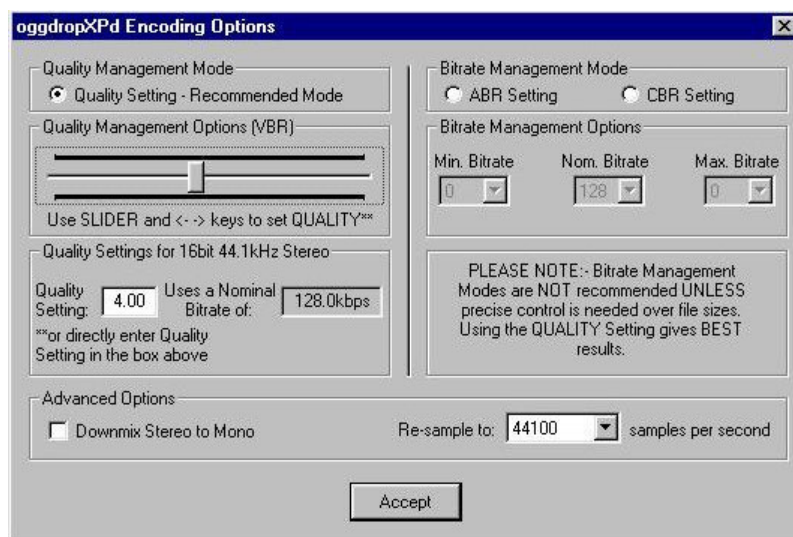 oggdropXPd Encoding Options
Quality Management Mode
Quality Setting - Recommended Mode
Quality Management Options (VBR)
Use SLIDER and <--> keys to set QUALITY**
Quality Settings for 16bit 44.1kHz Stereo
Quality
Setting:
4.00
Uses a Nominal
Bitrate of:
128.0kbps
**or directly enter Quality
Setting in the box above
Bitrate Management Mode
ABR Setting
CBR Setting
Bitrate Management Options
Min. Bitrate
Nom. Bitrate
Max. Bitrate
0
128
0
PLEASE NOTE:- Bitrate Management
Modes are NOT recommended UNLESS
precise control is needed over file sizes.
Using the QUALITY Setting gives BEST
results.
Advanced Options
Downmix Stereo to Mono
Re-sample to:
44100
samples per second
Accept